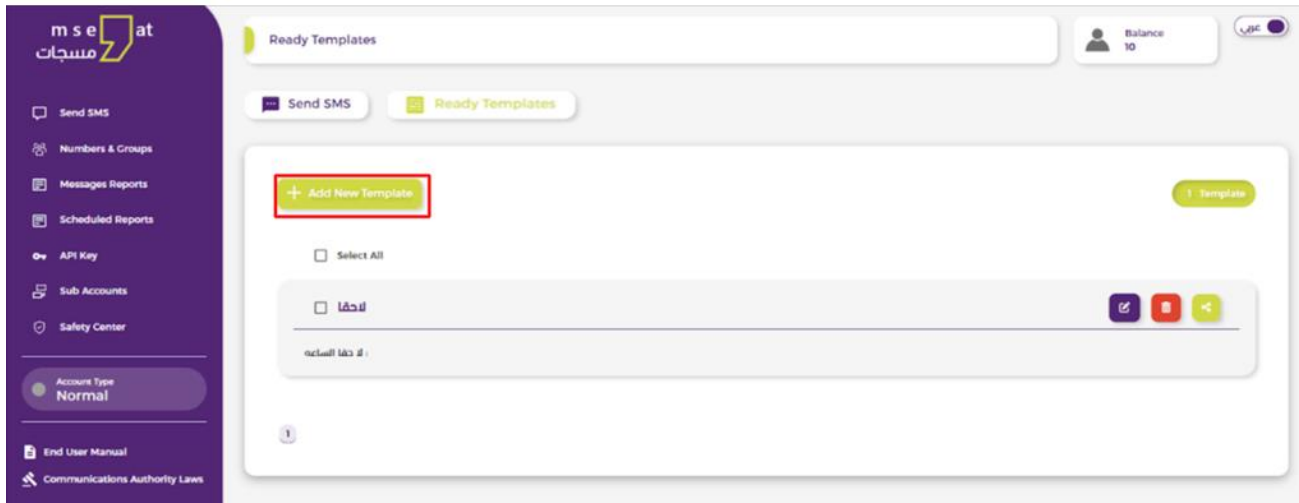 msegat
مسجات
Send SMS
Numbers & Groups
Messages Reports
Scheduled Reports
API Key
Sub Accounts
Safety Center
Account Type
Normal
End User Manual
Communications Authority Laws
Ready Templates
Balance
10
عربي
Send SMS
Ready Templates
+ Add New Template
1 Template
Select All
لاحقا
لا حقا الساعه :
1